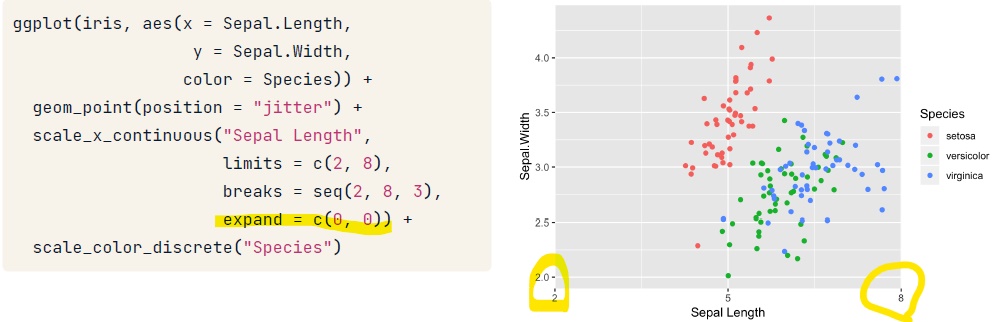 ggplot(iris, aes(x = Sepal.Length,
y = Sepal.Width,
color = Species)) +
geom_point(position = "jitter") +
scale_x_continuous("Sepal Length",
limits = c(2, 8),
breaks = seq(2, 8, 3),
expand = c(0, 0)) +
scale_color_discrete("Species")
Sepal.Width
4.0
3.5
3.0
2.5
2.0
2
5
8
Sepal Length
Species
setosa
versicolor
virginica